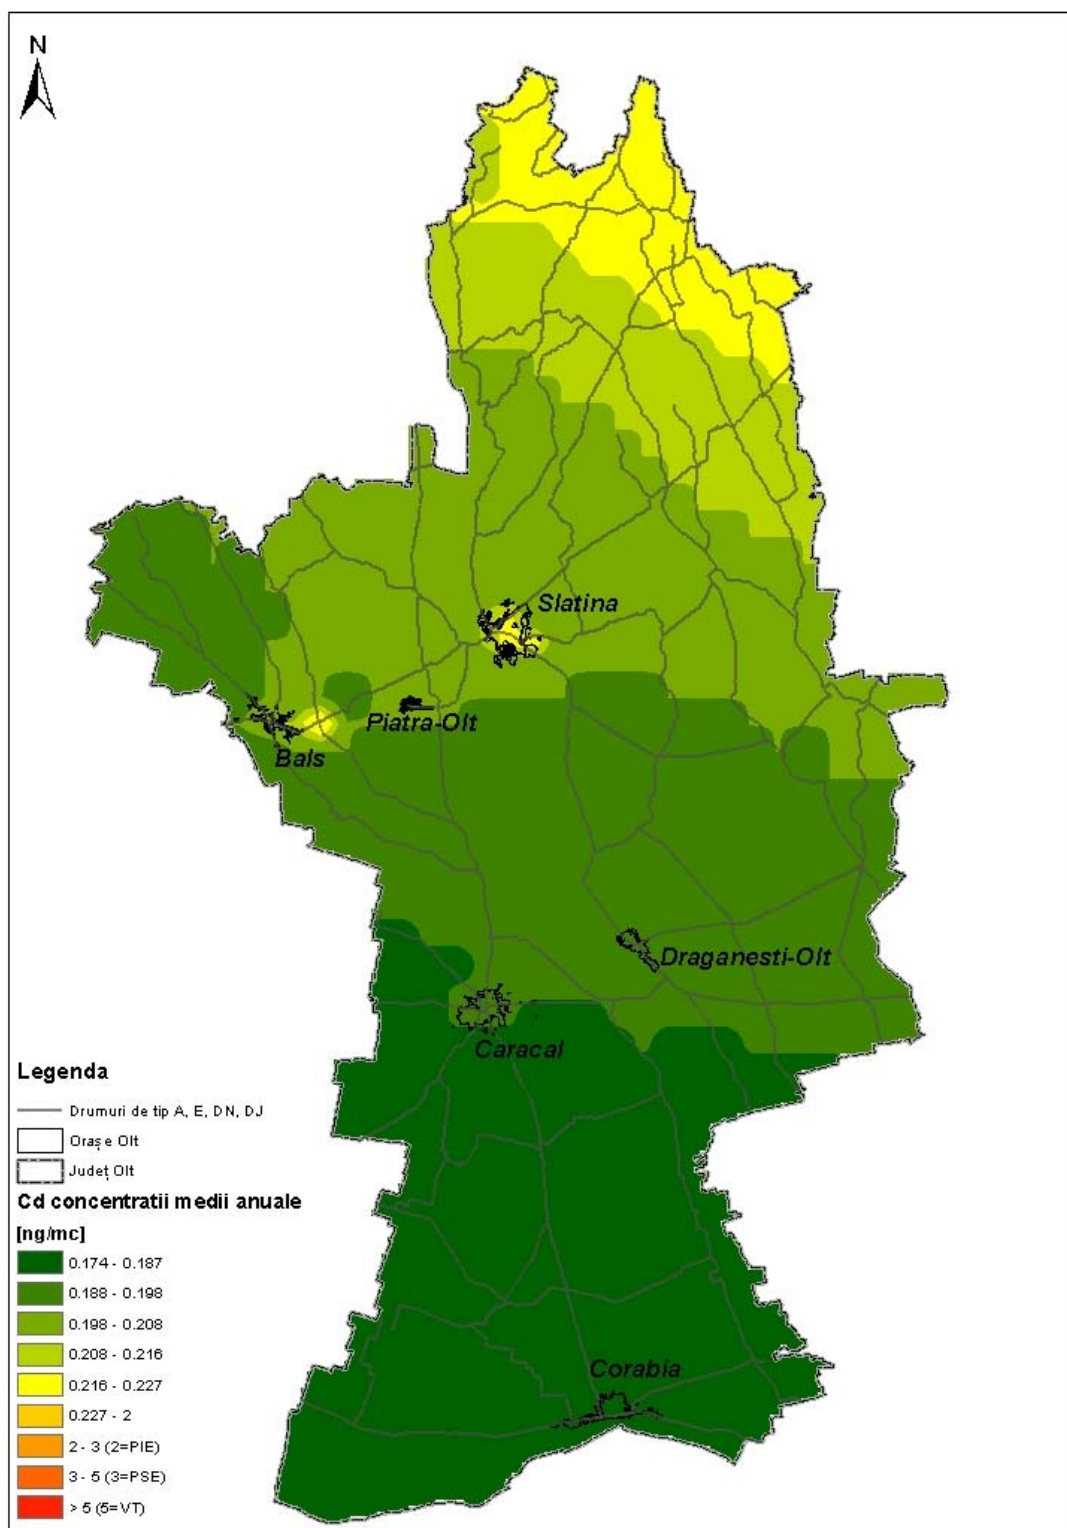 N
Slatina
Piatra-Olt
Bals
Draganesti-Olt
Caracal
Corabia
Legenda
Drumuri de tip A, E, DN, DJ
Orașe Olt
Județ Olt
Cd concentratii medii anuale
[ng/mc]
0.174 - 0.187
0.188 - 0.198
0.198 - 0.208
0.208 - 0.216
0.216 - 0.227
0.227 - 2
2 - 3 (2=PIE)
3 - 5 (3=PSE)
> 5 (5=VT)